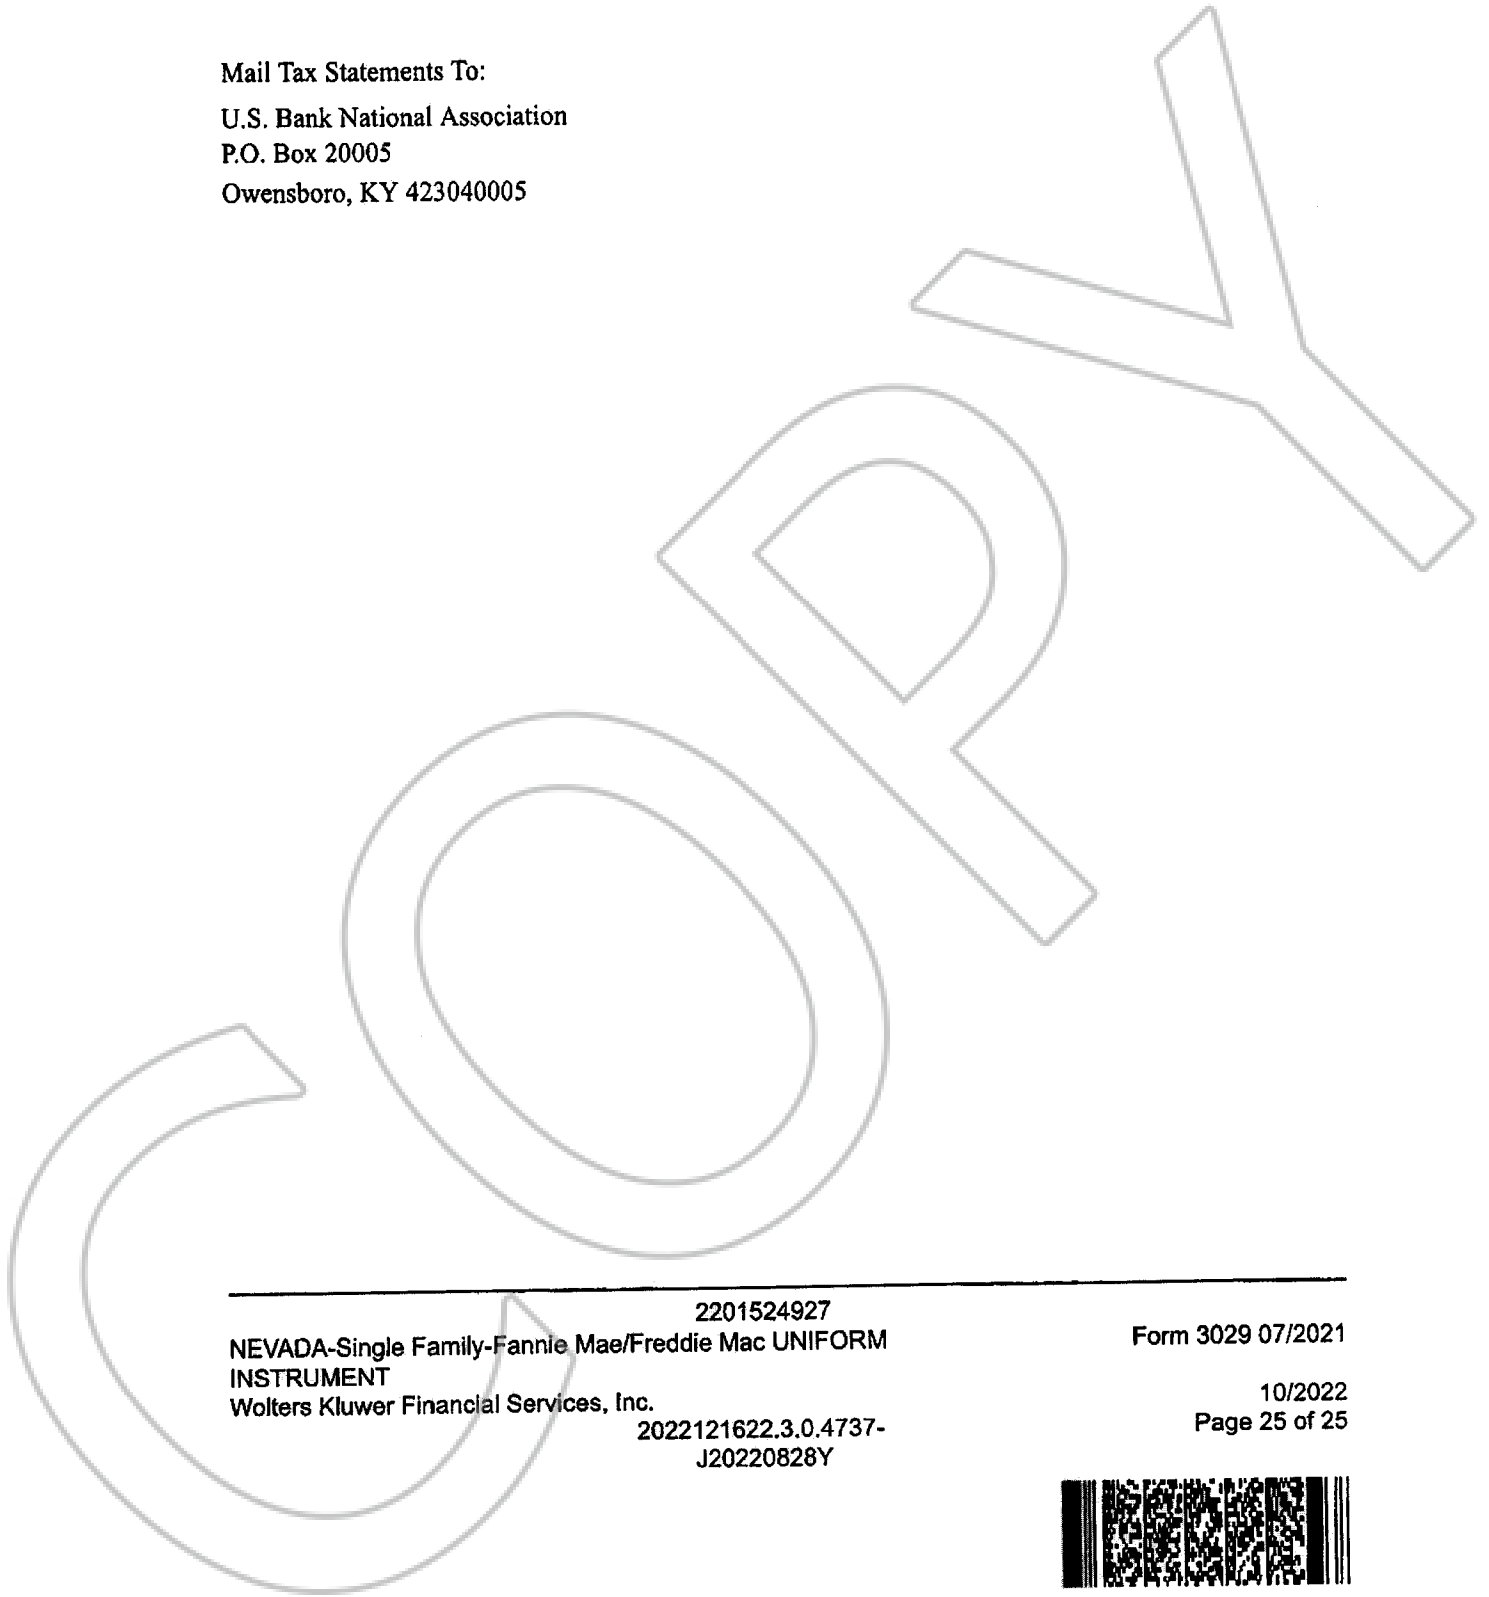 Mail Tax Statements To:
U.S. Bank National Association
P.O. Box 20005
Owensboro, KY 423040005
COPY
2201524927
NEVADA-Single Family-Fannie Mae/Freddie Mac UNIFORM
INSTRUMENT
Form 3029 07/2021
Wolters Kluwer Financial Services, Inc.
10/2022
2022121622.3.0.4737-
J20220828Y
Page 25 of 25